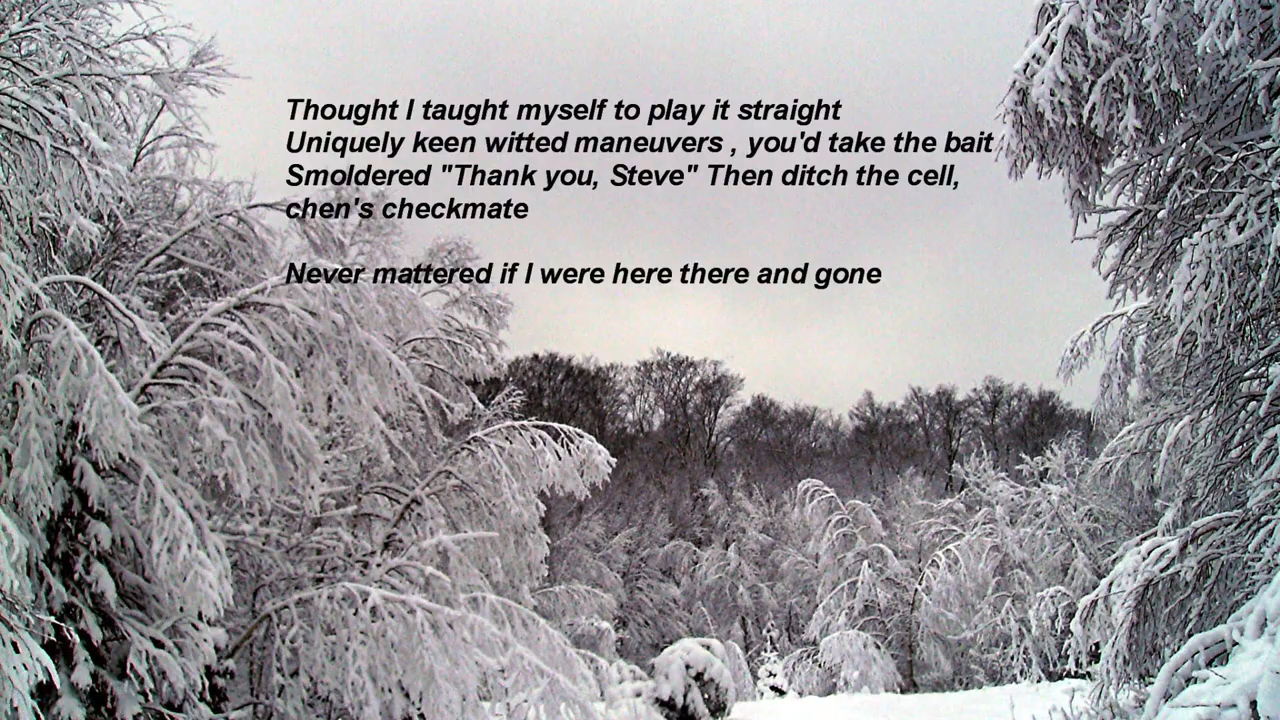 Thought I taught myself to play it straight
Uniquely keen witted maneuvers , you'd take the bait
Smoldered "Thank you, Steve" Then ditch the cell,
chen's checkmate
Never mattered if I were here there and gone